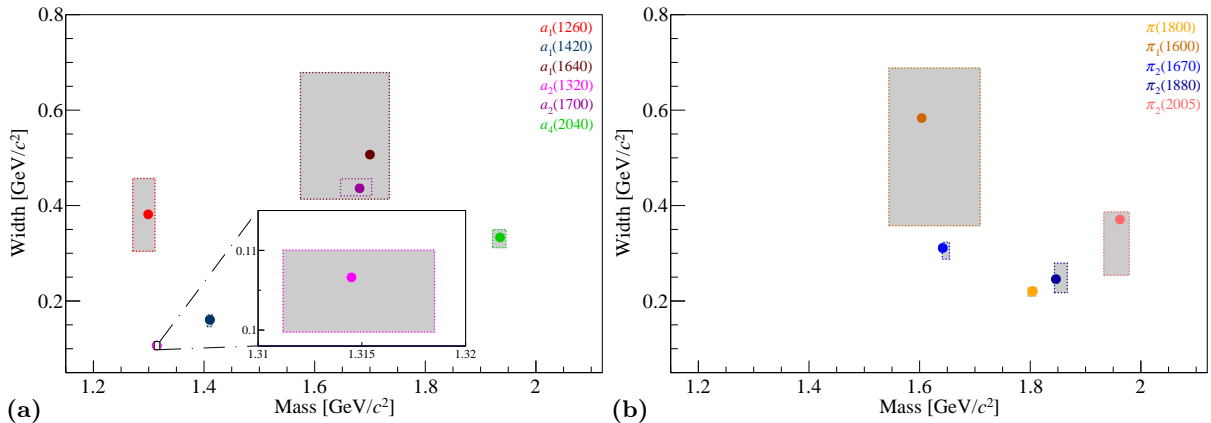 0.8
0.6
0.4
0.2
Width [GeV/c²]
a₁(1260)
a₁(1420)
a₁(1640)
a₂(1320)
a₂(1700)
a₄(2040)
0.11
0.1
1.31
1.315
1.32
1.2
1.4
1.6
1.8
2
Mass [GeV/c²]
(a)
0.8
0.6
0.4
0.2
Width [GeV/c²]
π(1800)
π₁(1600)
π₂(1670)
π₂(1880)
π₂(2005)
1.2
1.4
1.6
1.8
2
Mass [GeV/c²]
(b)